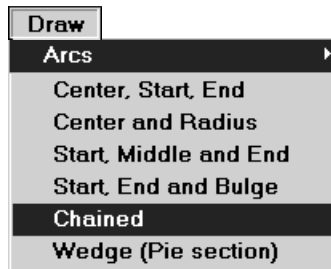 Draw
Arcs
Center, Start, End
Center and Radius
Start, Middle and End
Start, End and Bulge
Chained
Wedge (Pie section)